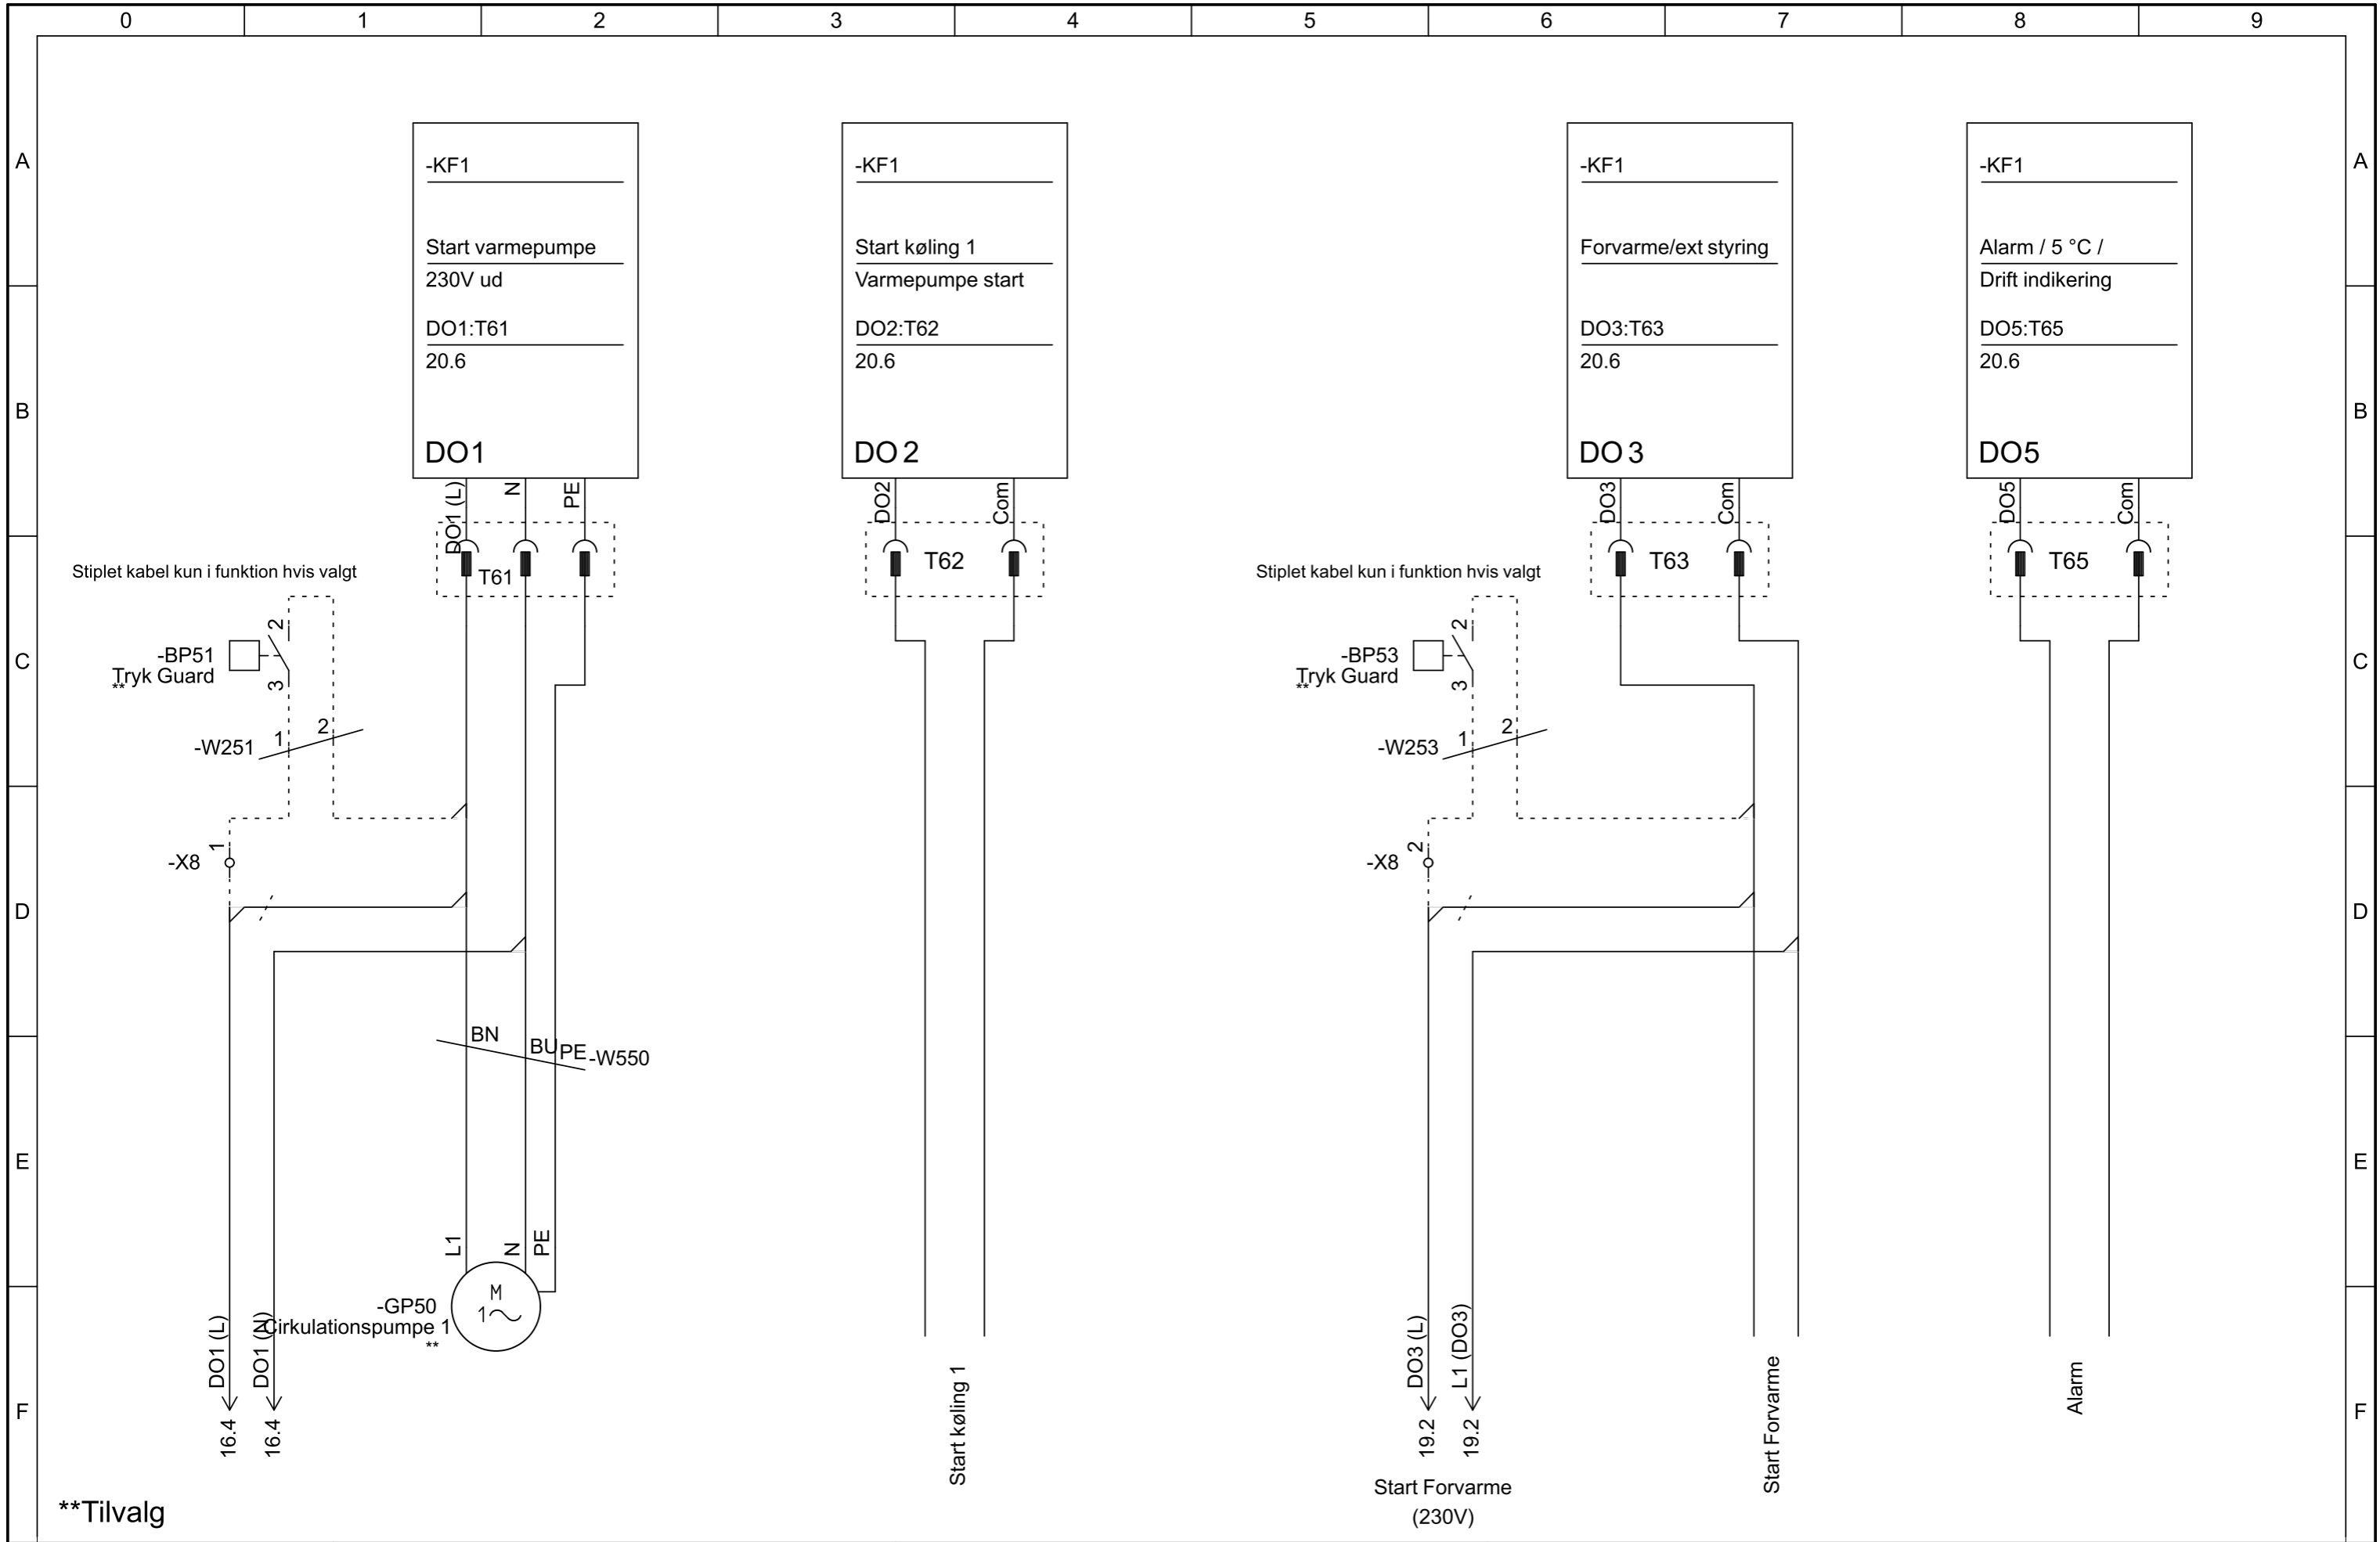 0 1 2 3 4 5 6 7 8 9
A A
-KF1
Start varmepumpe
230V ud
DO1:T61
20.6
DO1
-KF1
Start køling 1
Varmepumpe start
DO2:T62
20.6
DO 2
-KF1
Forvarme/ext styring
DO3:T63
20.6
DO 3
-KF1
Alarm / 5 °C /
Drift indikering
DO5:T65
20.6
DO5
B B
DO1 (L) N PE
DO2 Com
DO3 Com
DO5 Com
T61
T62
T63
T65
Stiplet kabel kun i funktion hvis valgt
Stiplet kabel kun i funktion hvis valgt
C C
-BP51
Tryk Guard
**
2
3
-W251 1 2
-BP53
Tryk Guard
**
2
3
-W253 1 2
-X8 1
-X8 2
D D
BN BU PE -W550
E E
L1 N PE
M
1
-GP50
Cirkulationspumpe 1
**
F F
DO1 (L)
16.4
DO1 (N)
16.4
Start køling 1
DO3 (L)
19.2
L1 (DO3)
19.2
Start Forvarme
(230V)
Start Forvarme
Alarm
**Tilvalg